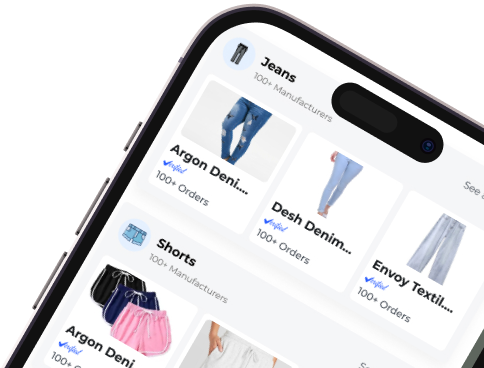 Jeans
100+ Manufacturers
See a
Argon Deni....
Verified
100+ Orders
Desh Denim...
Verified
100+ Orders
Envoy Textil....
Verified
100+ Orders
Shorts
100+ Manufacturers
Argon Deni
Verified
100+